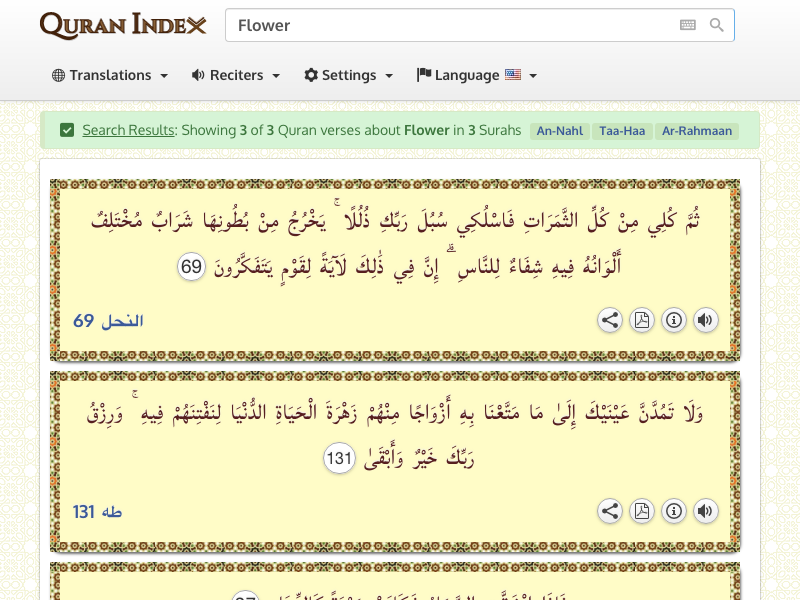 QURAN INDEX
Flower
Translations
Reciters
Settings
Language
Search Results: Showing 3 of 3 Quran verses about Flower in 3 Surahs An-Nahl Taa-Haa Ar-Rahmaan
ثُمَّ كُلِي مِنْ كُلِّ الثَّمَرَاتِ فَاسْلُكِي سُبُلَ رَبِّكِ ذُلُلًا ۚ يَخْرُجُ مِنْ بُطُونِهَا شَرَابٌ مُخْتَلِفٌ
أَلْوَانُهُ فِيهِ شِفَاءٌ لِلنَّاسِ ۗ إِنَّ فِي ذَٰلِكَ لَآيَةً لِقَوْمٍ يَتَفَكَّرُونَ 69
النحل 69
وَلَا تَمُدَّنَّ عَيْنَيْكَ إِلَىٰ مَا مَتَّعْنَا بِهِ أَزْوَاجًا مِنْهُمْ زَهْرَةَ الْحَيَاةِ الدُّنْيَا لِنَفْتِنَهُمْ فِيهِ ۚ وَرِزْقُ
رَبِّكَ خَيْرٌ وَأَبْقَىٰ 131
طه 131